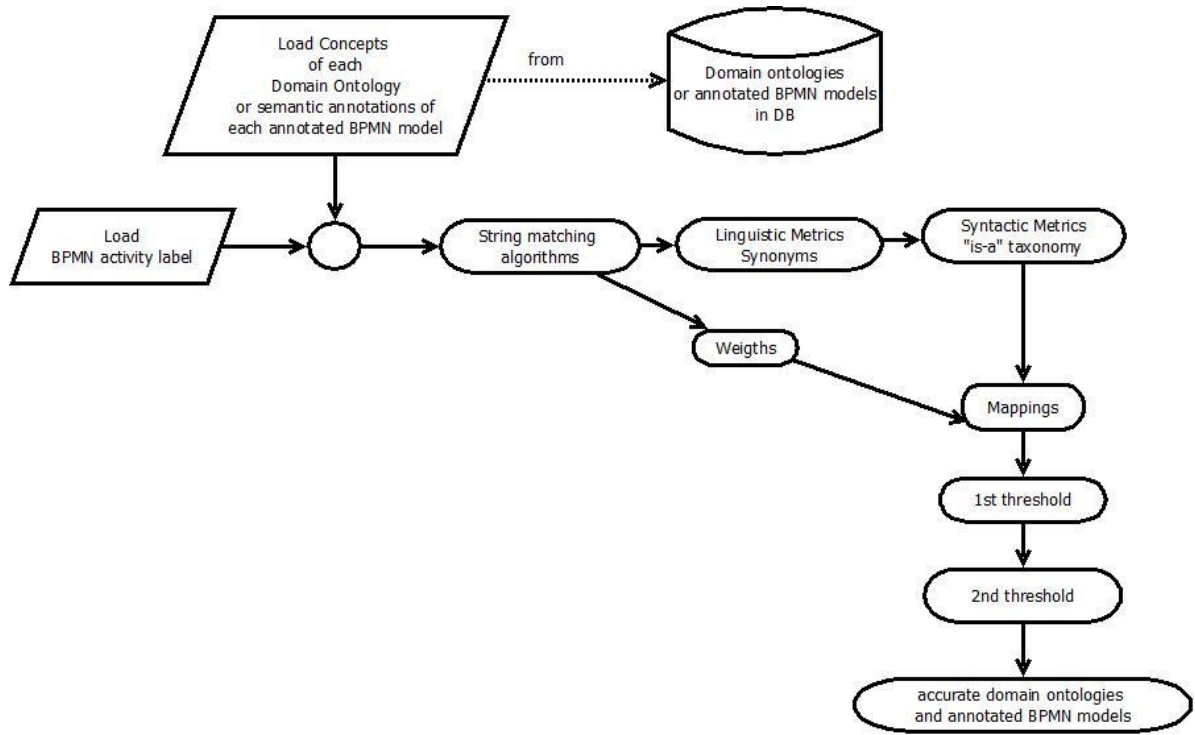 Load Concepts
of each
Domain Ontology
or semantic annotations of
each annotated BPMN model
from
Domain ontologies
or annotated BPMN models
in DB
Load
BPMN activity label
String matching
algorithms
Linguistic Metrics
Synonyms
Syntactic Metrics
"is-a" taxonomy
Weigths
Mappings
1st threshold
2nd threshold
accurate domain ontologies
and annotated BPMN models